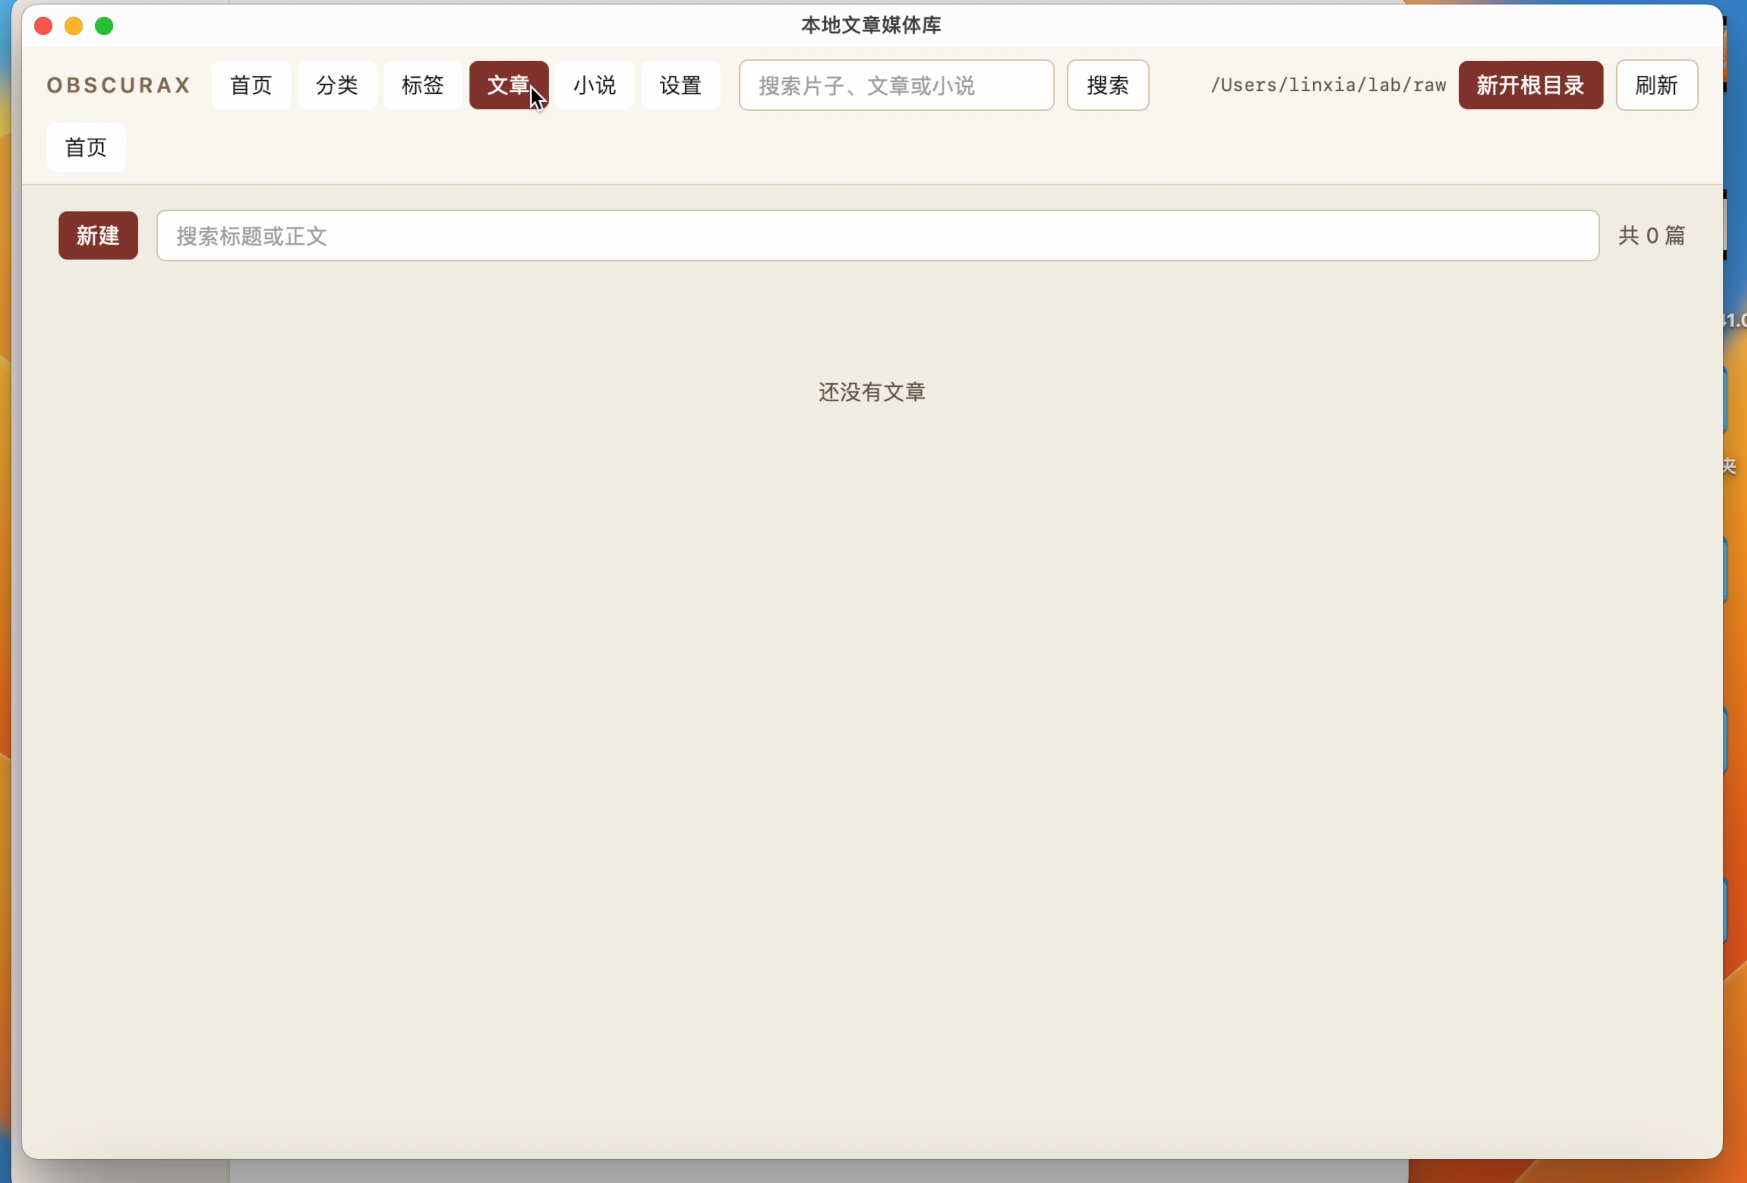 本地文章媒体库
OBSCURAX 首页 分类 标签 文章 小说 设置 搜索片子、文章或小说 搜索 /Users/linxia/lab/raw 新开根目录 刷新
首页
新建 搜索标题或正文 共 0 篇
41.0
夹
还没有文章